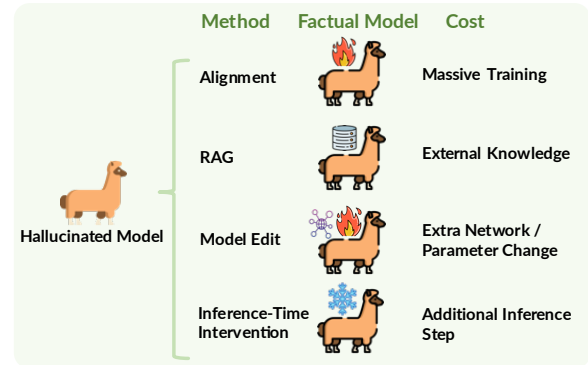 Method Factual Model Cost
Alignment Massive Training
RAG External Knowledge
Hallucinated Model
Model Edit Extra Network /
Parameter Change
Inference-Time
Intervention
Additional Inference
Step